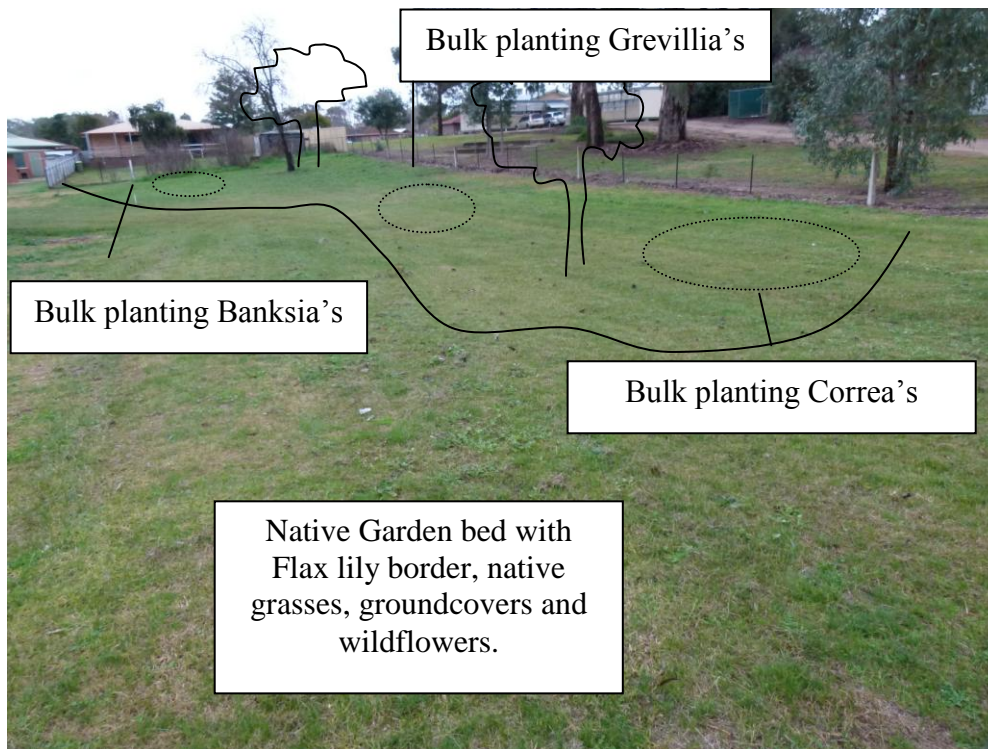 Bulk planting Grevillia's
Bulk planting Banksia's
Bulk planting Correa's
Native Garden bed with
Flax lily border, native
grasses, groundcovers and
wildflowers.